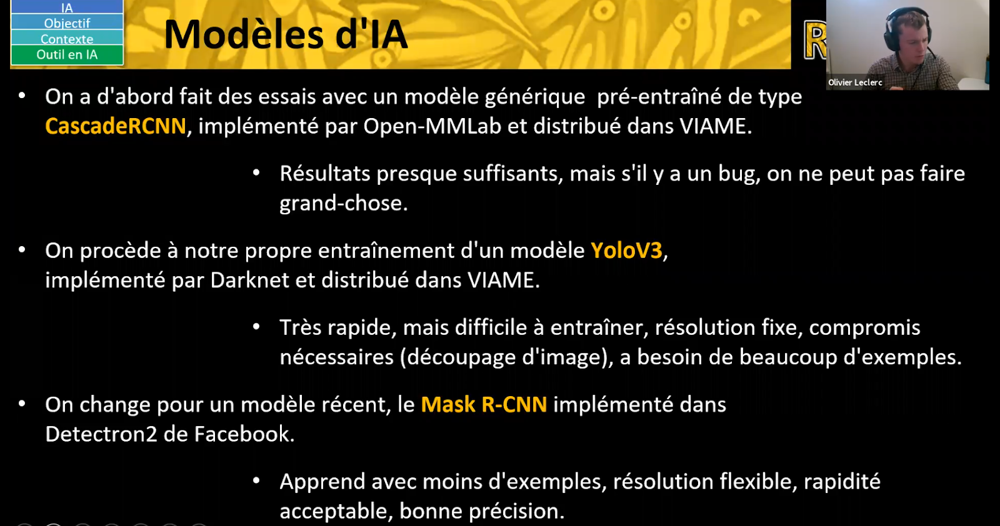 IA
Objectif
Contexte
Outil en IA
Modèles d'IA
R
Olivier Leclerc
• On a d'abord fait des essais avec un modèle générique  pré-entraîné de type
CascadeRCNN, implémenté par Open-MMLab et distribué dans VIAME.
• Résultats presque suffisants, mais s'il y a un bug, on ne peut pas faire
grand-chose.
• On procède à notre propre entraînement d'un modèle YoloV3,
implémenté par Darknet et distribué dans VIAME.
• Très rapide, mais difficile à entraîner, résolution fixe, compromis
nécessaires (découpage d'image), a besoin de beaucoup d'exemples.
• On change pour un modèle récent, le Mask R-CNN implémenté dans
Detectron2 de Facebook.
• Apprend avec moins d'exemples, résolution flexible, rapidité
acceptable, bonne précision.